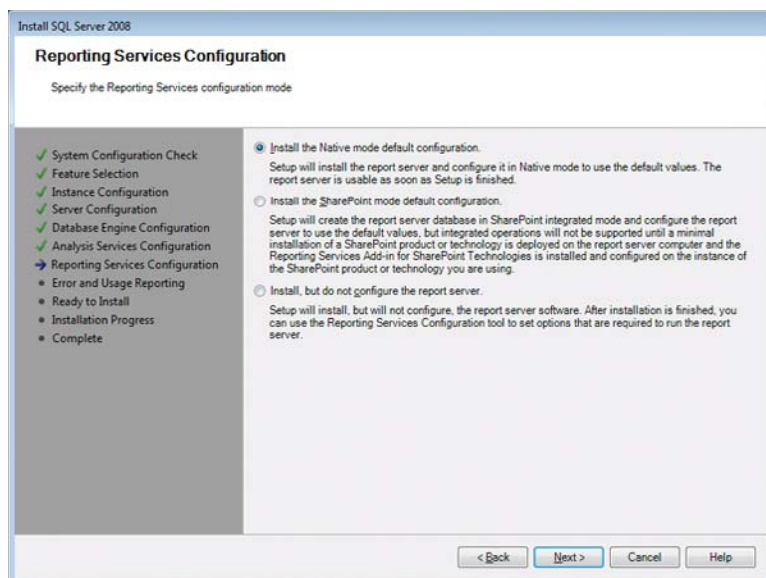 Install SQL Server 2008
Reporting Services Configuration
Specify the Reporting Services configuration mode
System Configuration Check
Feature Selection
Instance Configuration
Server Configuration
Database Engine Configuration
Analysis Services Configuration
Reporting Services Configuration
Error and Usage Reporting
Ready to Install
Installation Progress
Complete
Install the Native mode default configuration.
Setup will install the report server and configure it in Native mode to use the default values. The
report server is usable as soon as Setup is finished.
Install the SharePoint mode default configuration.
Setup will create the report server database in SharePoint integrated mode and configure the report
server to use the default values, but integrated operations will not be supported until a minimal
installation of a SharePoint product or technology is deployed on the report server computer and the
Reporting Services Add-in for SharePoint Technologies is installed and configured on the instance of
the SharePoint product or technology you are using.
Install, but do not configure the report server.
Setup will install, but will not configure, the report server software. After installation is finished, you
can use the Reporting Services Configuration tool to set options that are required to run the report
server.
< Back
Next >
Cancel
Help